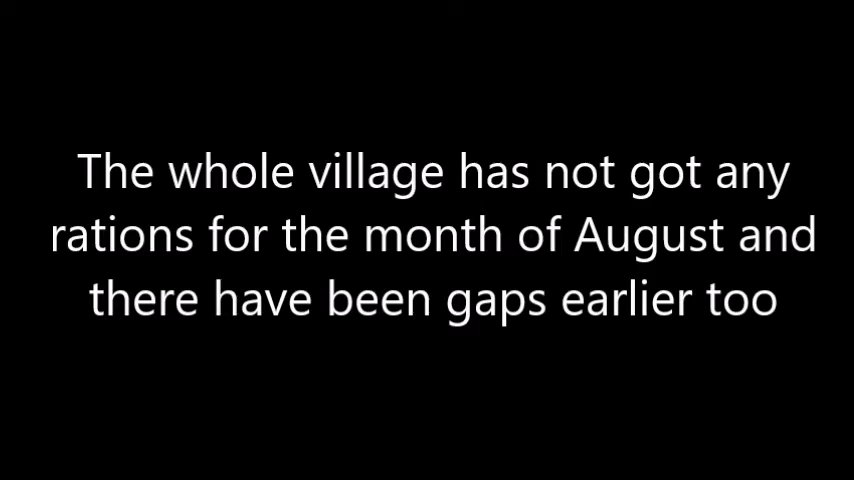 The whole village has not got any
rations for the month of August and
there have been gaps earlier too